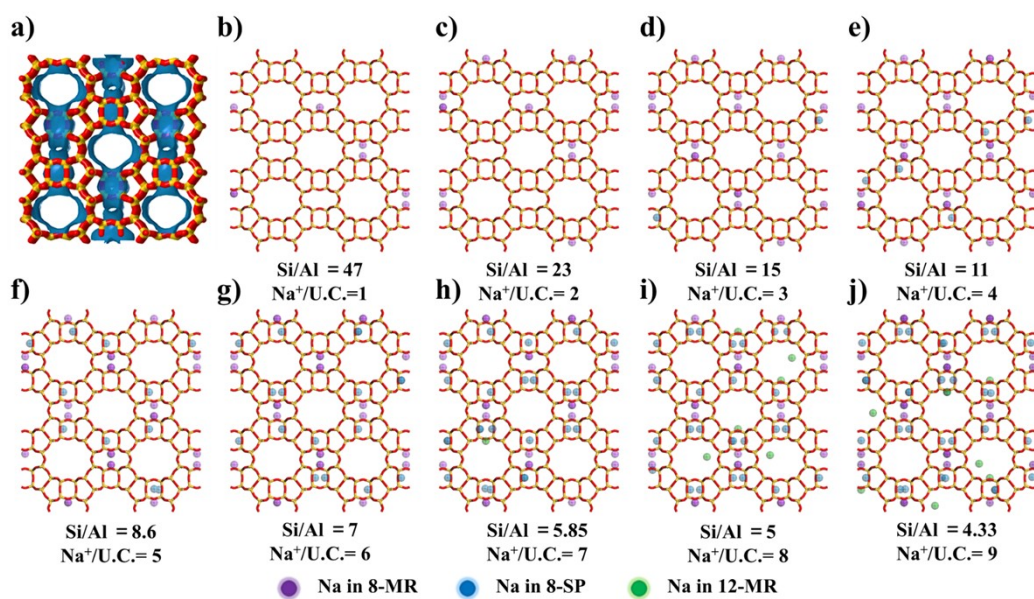 a)
b)
c)
d)
e)
Si/Al = 47
Na⁺/U.C.=1
Si/Al = 23
Na⁺/U.C.= 2
Si/Al = 15
Na⁺/U.C.= 3
Si/Al = 11
Na⁺/U.C.= 4
f)
g)
h)
i)
j)
Si/Al = 8.6
Na⁺/U.C.= 5
Si/Al = 7
Na⁺/U.C.= 6
Si/Al = 5.85
Na⁺/U.C.= 7
Si/Al = 5
Na⁺/U.C.= 8
Si/Al = 4.33
Na⁺/U.C.= 9
Na in 8-MR
Na in 8-SP
Na in 12-MR